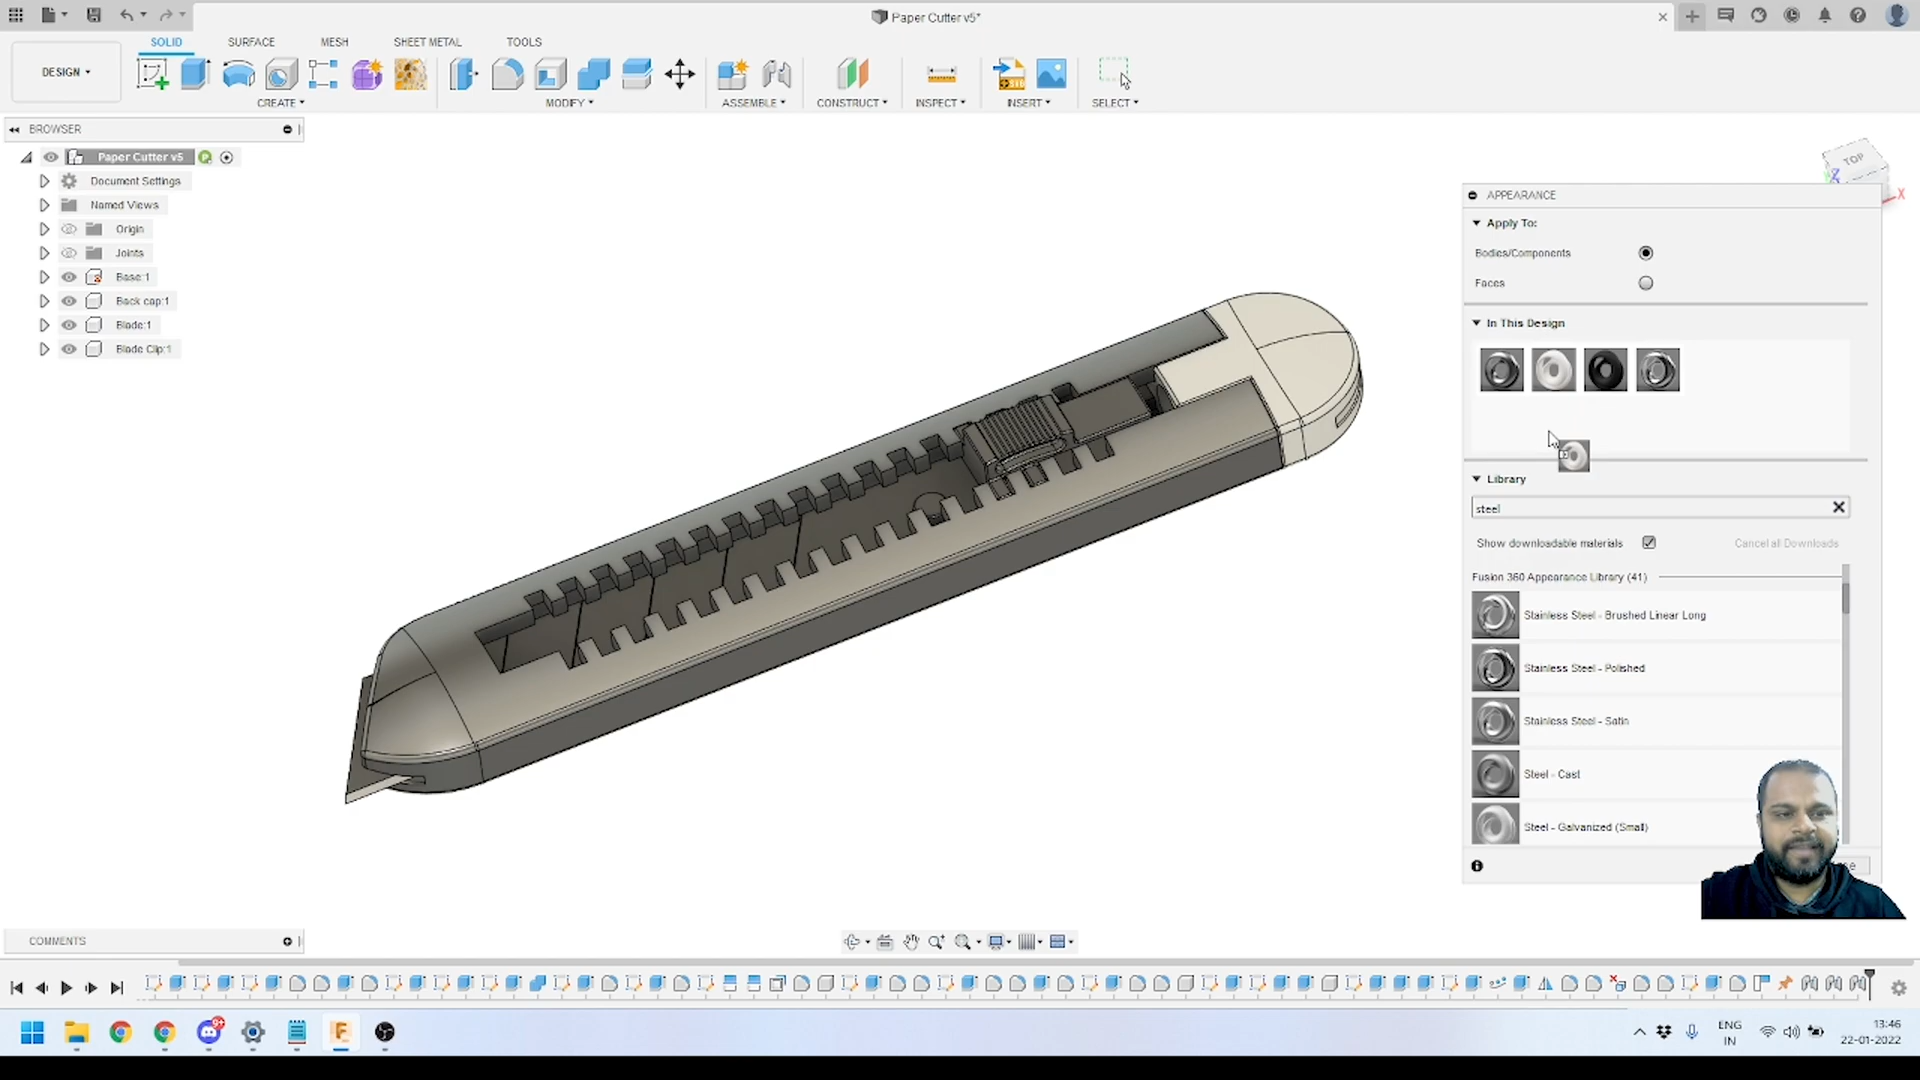 Paper Cutter v5*
SOLID
SURFACE
MESH
SHEET METAL
TOOLS
DESIGN
CREATE
MODIFY
ASSEMBLE
CONSTRUCT
INSPECT
INSERT
SELECT
BROWSER
Paper Cutter v5
Document Settings
Named Views
Origin
Joints
Base:1
Back cap:1
Blade:1
Blade Clip:1
TOP
Z
X
APPEARANCE
Apply To:
Bodies/Components
Faces
In This Design
Library
steel
Show downloadable materials
Cancel all Downloads
Fusion 360 Appearance Library (41)
Stainless Steel - Brushed Linear Long
Stainless Steel - Polished
Stainless Steel - Satin
Steel - Cast
Steel - Galvanized (Small)
COMMENTS
ENG
IN
13:46
22-01-2022